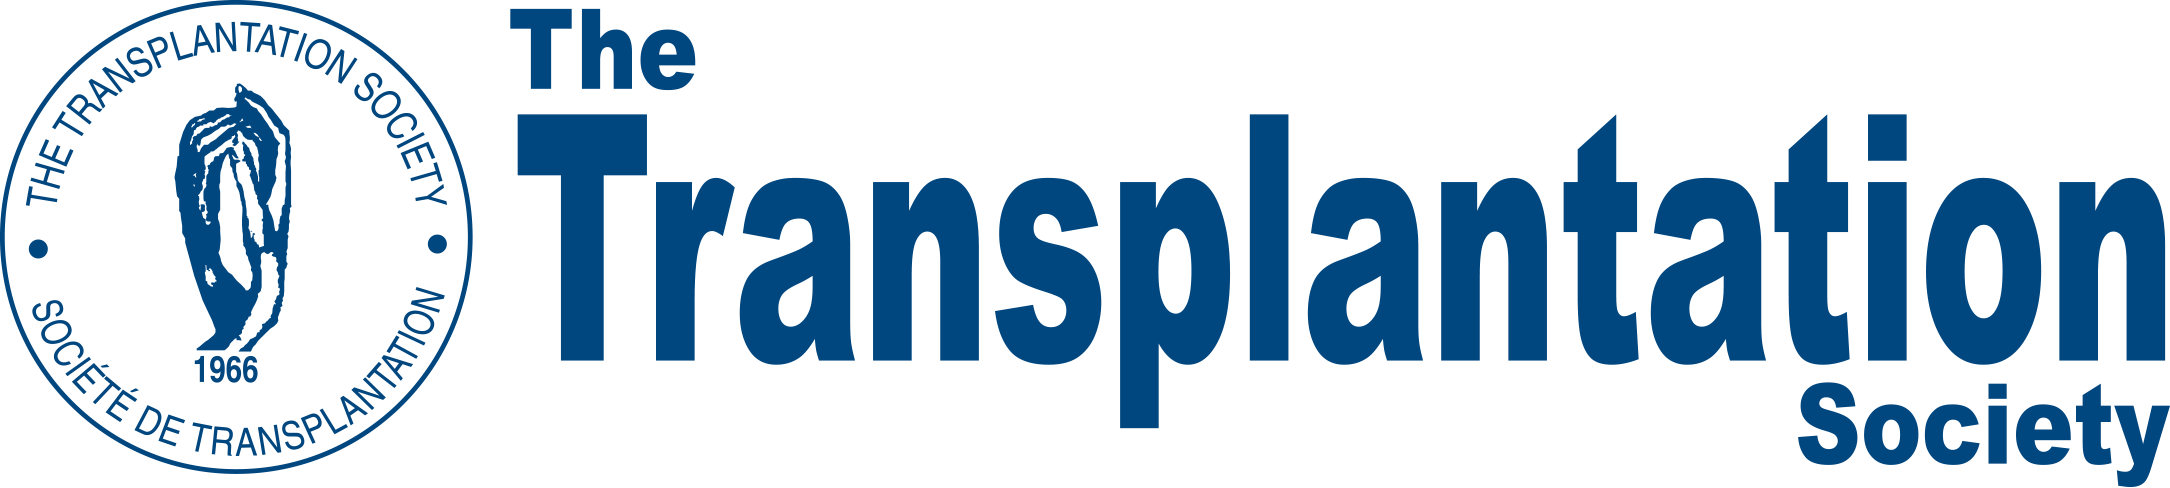 THE TRANSPLANTATION SOCIETY
1966
SOCIÉTÉ DE TRANSPLANTATION
The
Transplantation
Society